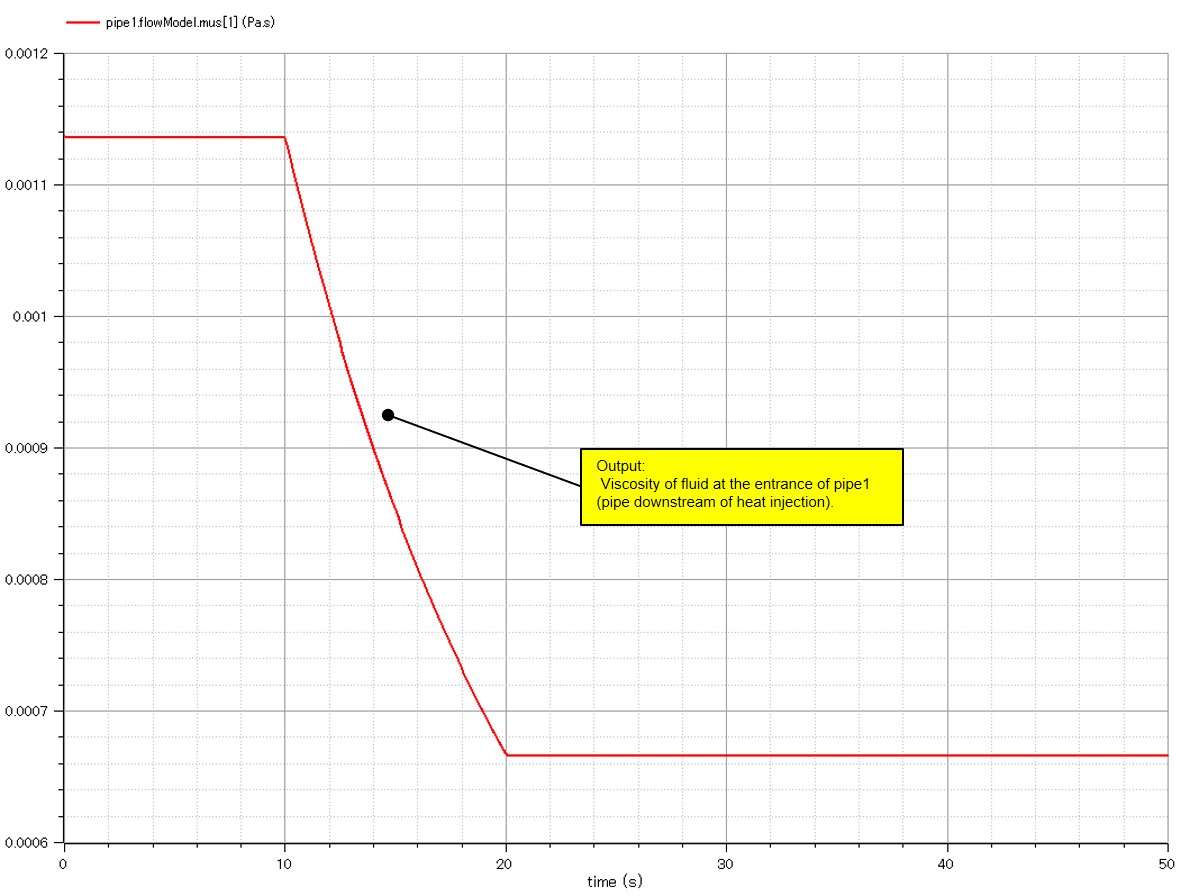 pipe1.flowModel.mus[1] (Pa.s)
0.0012
0.0011
0.001
0.0009
0.0008
0.0007
0.0006
Output:
Viscosity of fluid at the entrance of pipe1
(pipe downstream of heat injection).
0 10 20 30 40 50
time (s)